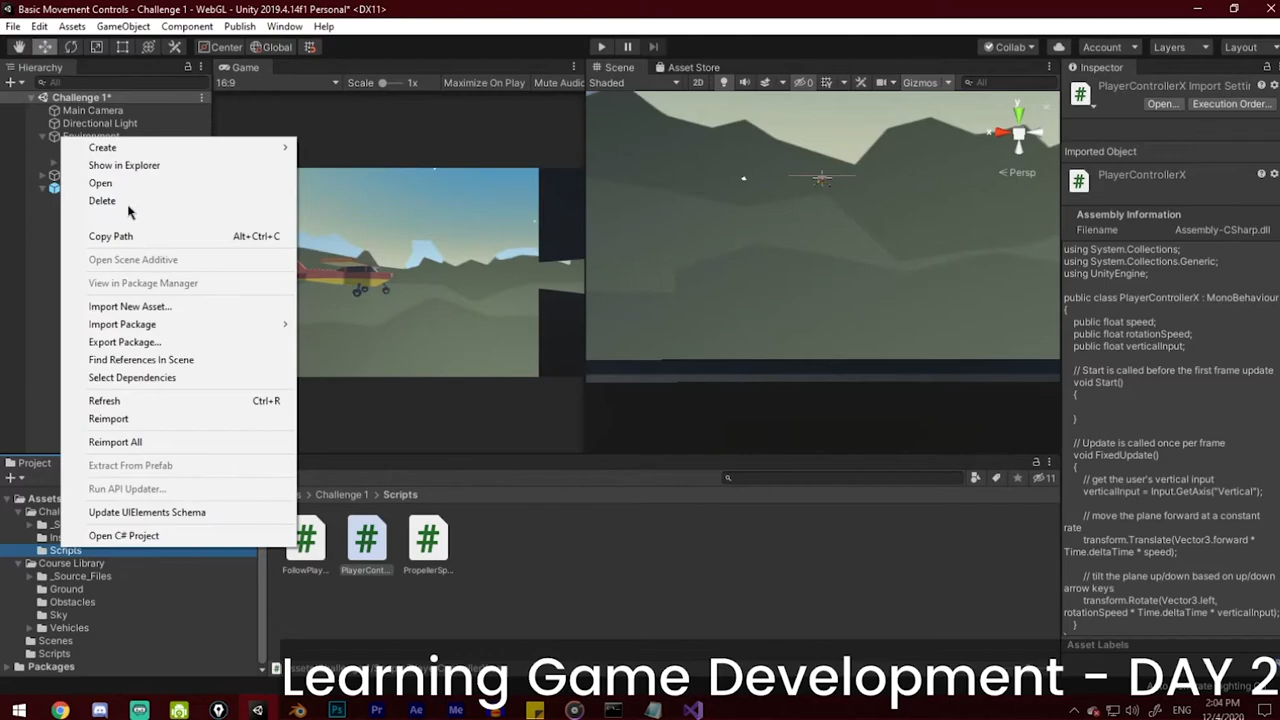 Basic Movement Controls - Challenge 1 - WebGL - Unity 2019.4.14f1 Personal* <DX11>
File Edit Assets GameObject Component Publish Window Help
Center Global Collab Account Layers Layout
Hierarchy Game Scene Asset Store Inspector
All 16:9 Scale 1x Maximize On Play Mute Audio Shaded 2D 0 Gizmos All
PlayerControllerX Import Setti
Open... Execution Order...
Challenge 1*
Main Camera
Directional Light
Environment
Create
Show in Explorer
Open
Delete
Copy Path Alt+Ctrl+C
Open Scene Additive
View in Package Manager
Import New Asset...
Import Package
Export Package...
Find References In Scene
Select Dependencies
Refresh Ctrl+R
Reimport
Reimport All
Extract From Prefab
Run API Updater...
Update UIElements Schema
Open C# Project
y
x
Persp
Imported Object
PlayerControllerX
Assembly Information
Filename Assembly-CSharp.dll
using System.Collections;
using System.Collections.Generic;
using UnityEngine;
public class PlayerControllerX : MonoBehaviour
{
public float speed;
public float rotationSpeed;
public float verticalInput;
// Start is called before the first frame update
void Start()
{
}
// Update is called once per frame
void FixedUpdate()
{
// get the user's vertical input
verticalInput = Input.GetAxis("Vertical");
// move the plane forward at a constant
rate
transform.Translate(Vector3.forward *
Time.deltaTime * speed);
// tilt the plane up/down based on up/down
arrow keys
transform.Rotate(Vector3.left,
rotationSpeed * Time.deltaTime * verticalInput);
}
Asset Labels
Project
11
Assets
Scripts
Course Library
_Source_Files
Ground
Obstacles
Sky
Vehicles
Scenes
Scripts
Packages
Challenge 1 > Scripts
FollowPlay... PlayerCont... PropellerSp...
Learning Game Development - DAY 2
ENG 2:04 PM
12/4/2020